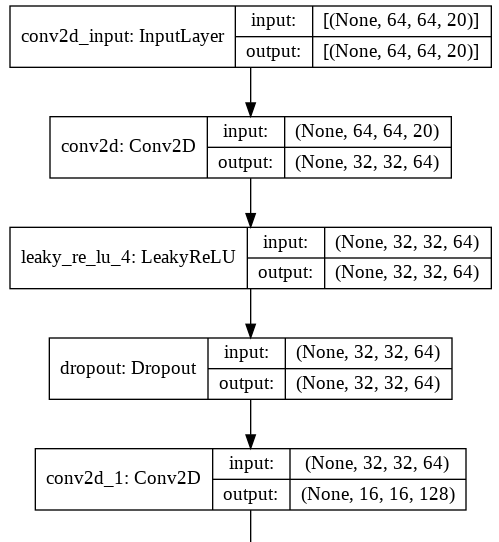 conv2d_input: InputLayer
input: [(None, 64, 64, 20)]
output: [(None, 64, 64, 20)]
conv2d: Conv2D
input: (None, 64, 64, 20)
output: (None, 32, 32, 64)
leaky_re_lu_4: LeakyReLU
input: (None, 32, 32, 64)
output: (None, 32, 32, 64)
dropout: Dropout
input: (None, 32, 32, 64)
output: (None, 32, 32, 64)
conv2d_1: Conv2D
input: (None, 32, 32, 64)
output: (None, 16, 16, 128)